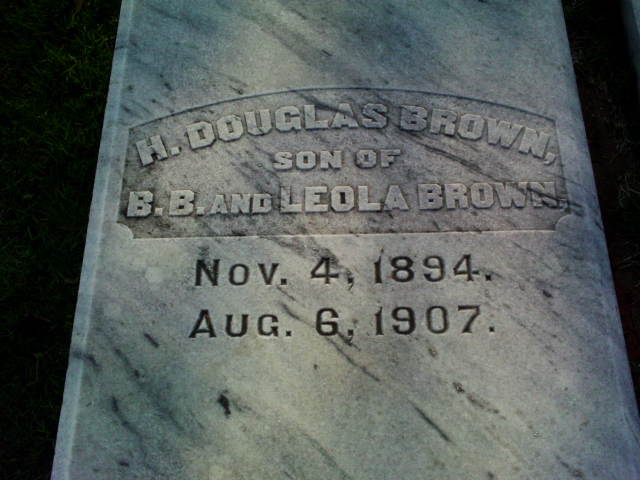 H. DOUGLAS BROWN,
SON OF
B. B. AND LEOLA BROWN.
NOV. 4, 1894.
AUG. 6, 1907.